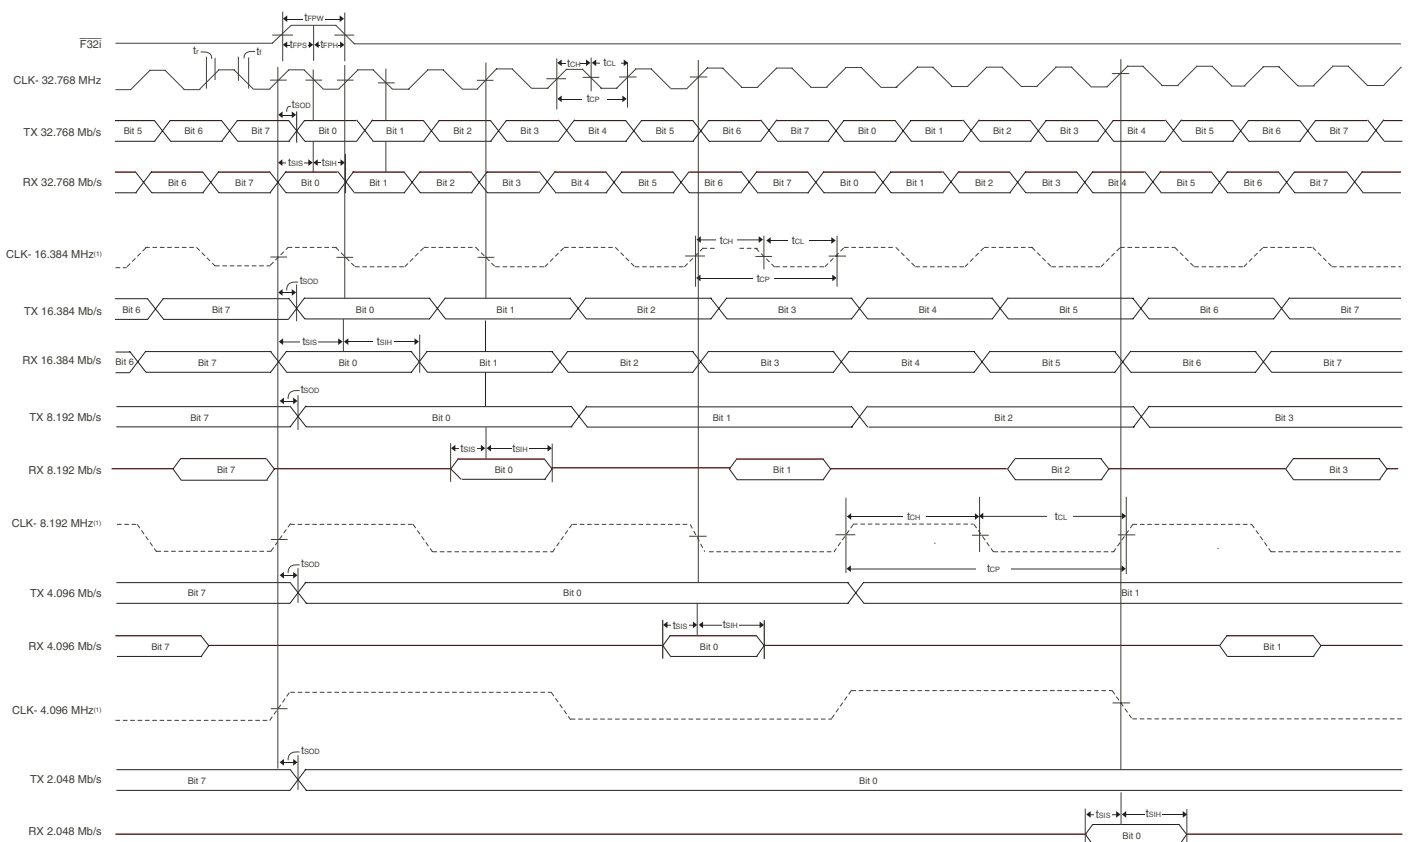 tFPW
F32i
tFPS tFPH
tr tf
CLK- 32.768 MHz
tCH tCL
tCP
tSOD
TX 32.768 Mb/s Bit 5 Bit 6 Bit 7 Bit 0 Bit 1 Bit 2 Bit 3 Bit 4 Bit 5 Bit 6 Bit 7 Bit 0 Bit 1 Bit 2 Bit 3 Bit 4 Bit 5 Bit 6 Bit 7
tSIS tSIH
RX 32.768 Mb/s Bit 6 Bit 7 Bit 0 Bit 1 Bit 2 Bit 3 Bit 4 Bit 5 Bit 6 Bit 7 Bit 0 Bit 1 Bit 2 Bit 3 Bit 4 Bit 5 Bit 6 Bit 7
tCH tCL
CLK- 16.384 MHz(1)
tCP
tSOD
TX 16.384 Mb/s Bit 6 Bit 7 Bit 0 Bit 1 Bit 2 Bit 3 Bit 4 Bit 5 Bit 6 Bit 7
tSIS tSIH
RX 16.384 Mb/s Bit 6 Bit 7 Bit 0 Bit 1 Bit 2 Bit 3 Bit 4 Bit 5 Bit 6 Bit 7
tSOD
TX 8.192 Mb/s Bit 7 Bit 0 Bit 1 Bit 2 Bit 3
tSIS tSIH
RX 8.192 Mb/s Bit 7 Bit 0 Bit 1 Bit 2 Bit 3
tCH tCL
CLK- 8.192 MHz(1)
tCP
tSOD
TX 4.096 Mb/s Bit 7 Bit 0 Bit 1
tSIS tSIH
RX 4.096 Mb/s Bit 7 Bit 0 Bit 1
CLK- 4.096 MHz(1)
tSOD
TX 2.048 Mb/s Bit 7 Bit 0
tSIS tSIH
RX 2.048 Mb/s Bit 0